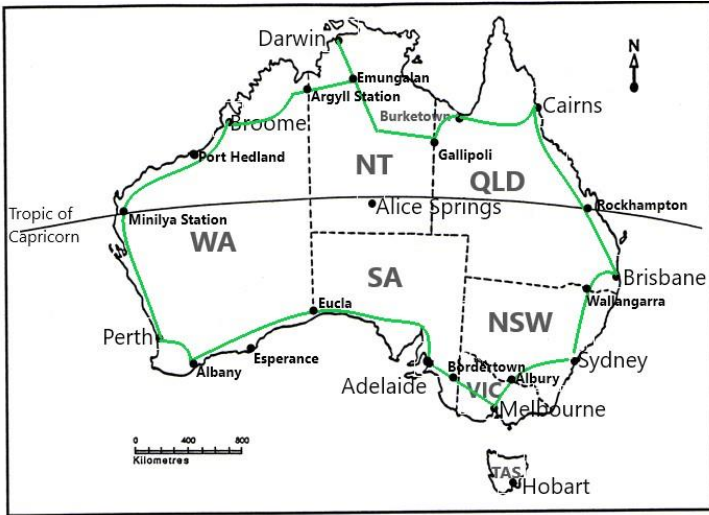 Darwin
N
Emungalan
Argyll Station
Broome
Burketown
Cairns
Port Hedland
Gallipoli
NT
QLD
Tropic of
Capricorn
Minilya Station
Alice Springs
Rockhampton
WA
SA
Brisbane
Wallangarra
Eucla
NSW
Perth
Esperance
Albany
Adelaide
Bordertown
Albury
Sydney
VIC
Melbourne
0 400 800
Kilometres
TAS
Hobart